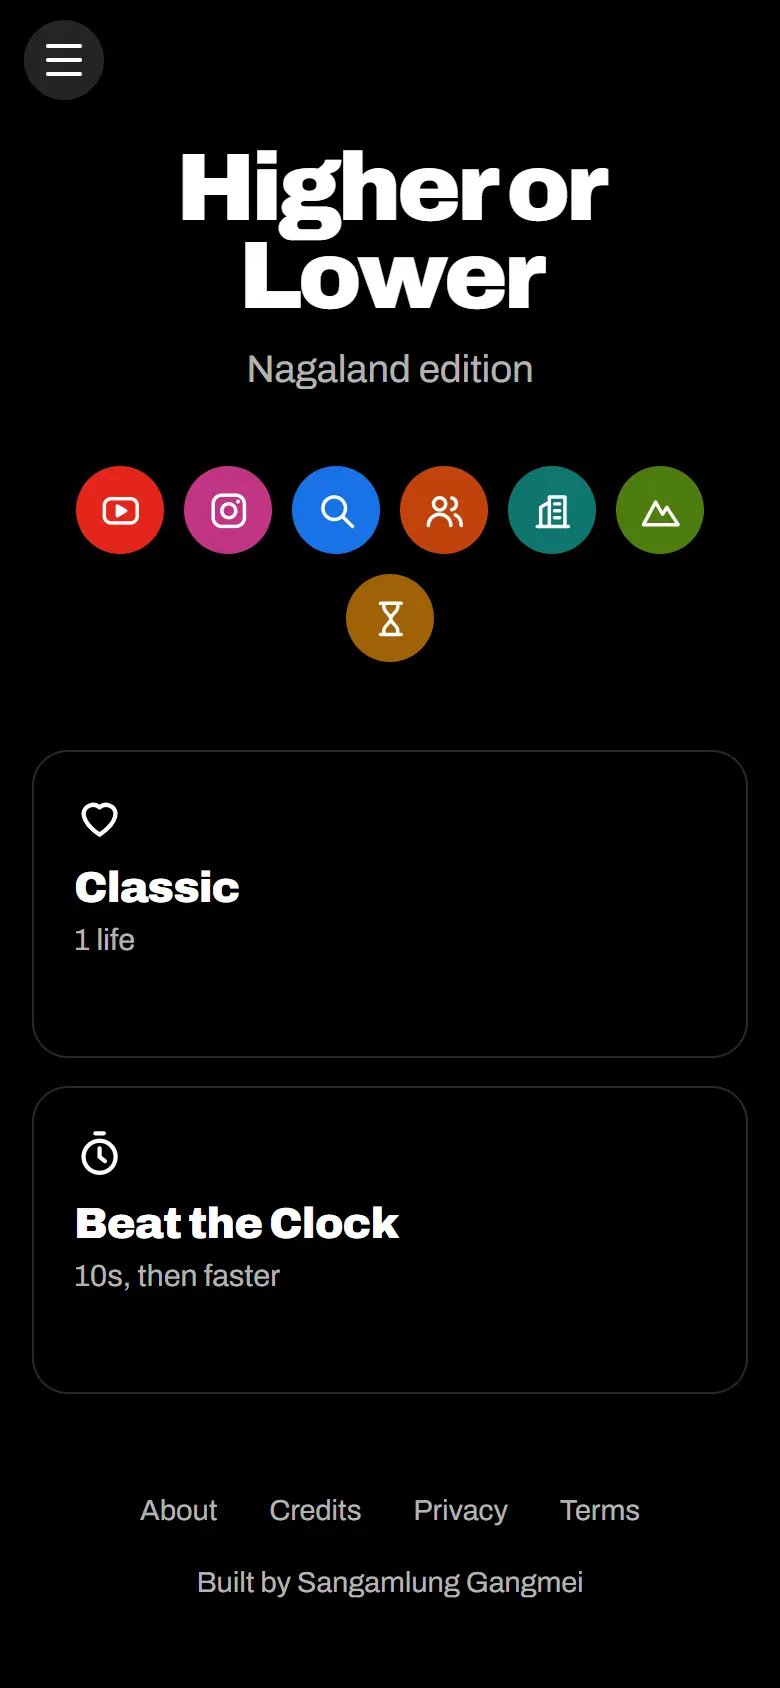 Higher or
Lower
Nagaland edition
Classic
1 life
Beat the Clock
10s, then faster
About Credits Privacy Terms
Built by Sangamlung Gangmei